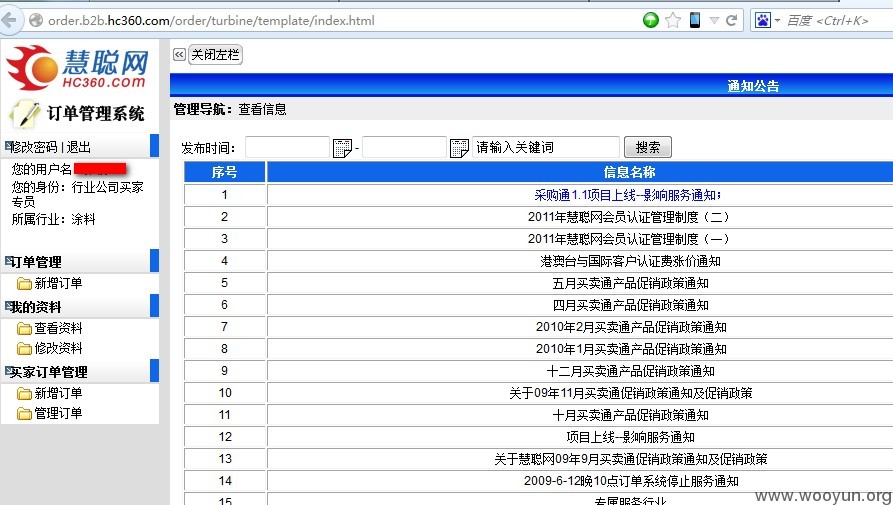 order.b2b.hc360.com/order/turbine/template/index.html
百度 <Ctrl+K>
慧聪网
HC360.COM
订单管理系统
修改密码 | 退出
您的用户名
您的身份：行业公司买家专员
所属行业：涂料
订单管理
新增订单
我的资料
查看资料
修改资料
买家订单管理
新增订单
管理订单
关闭左栏
通知公告
管理导航：查看信息
发布时间： - 请输入关键词 搜索
序号 信息名称
1 采购通1.1项目上线--影响服务通知；
2 2011年慧聪网会员认证管理制度（二）
3 2011年慧聪网会员认证管理制度（一）
4 港澳台与国际客户认证费涨价通知
5 五月买卖通产品促销政策通知
6 四月买卖通产品促销政策通知
7 2010年2月买卖通产品促销政策通知
8 2010年1月买卖通产品促销政策通知
9 十二月买卖通产品促销政策通知
10 关于09年11月买卖通促销政策通知及促销政策
11 十月买卖通产品促销政策通知
12 项目上线--影响服务通知
13 关于慧聪网09年9月买卖通促销政策通知及促销政策
14 2009-6-12晚10点订单系统停止服务通知
15 专属服务行业
www.wooyun.org